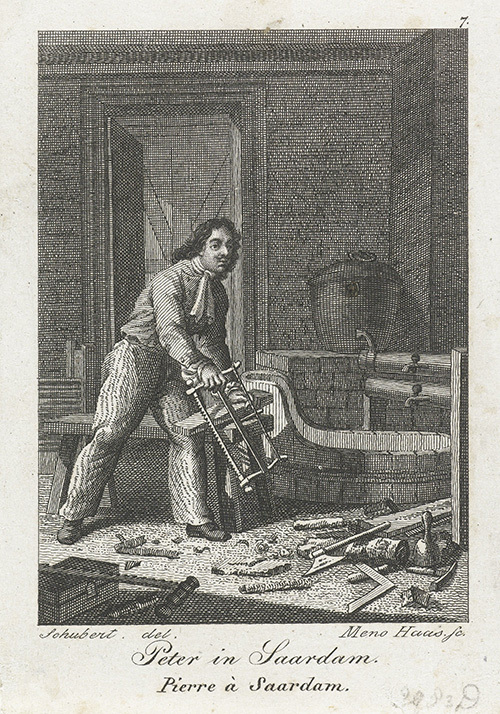 7.
Schubert. del. Meno Haas. sc.
Peter in Saardam.
Pierre à Saardam.